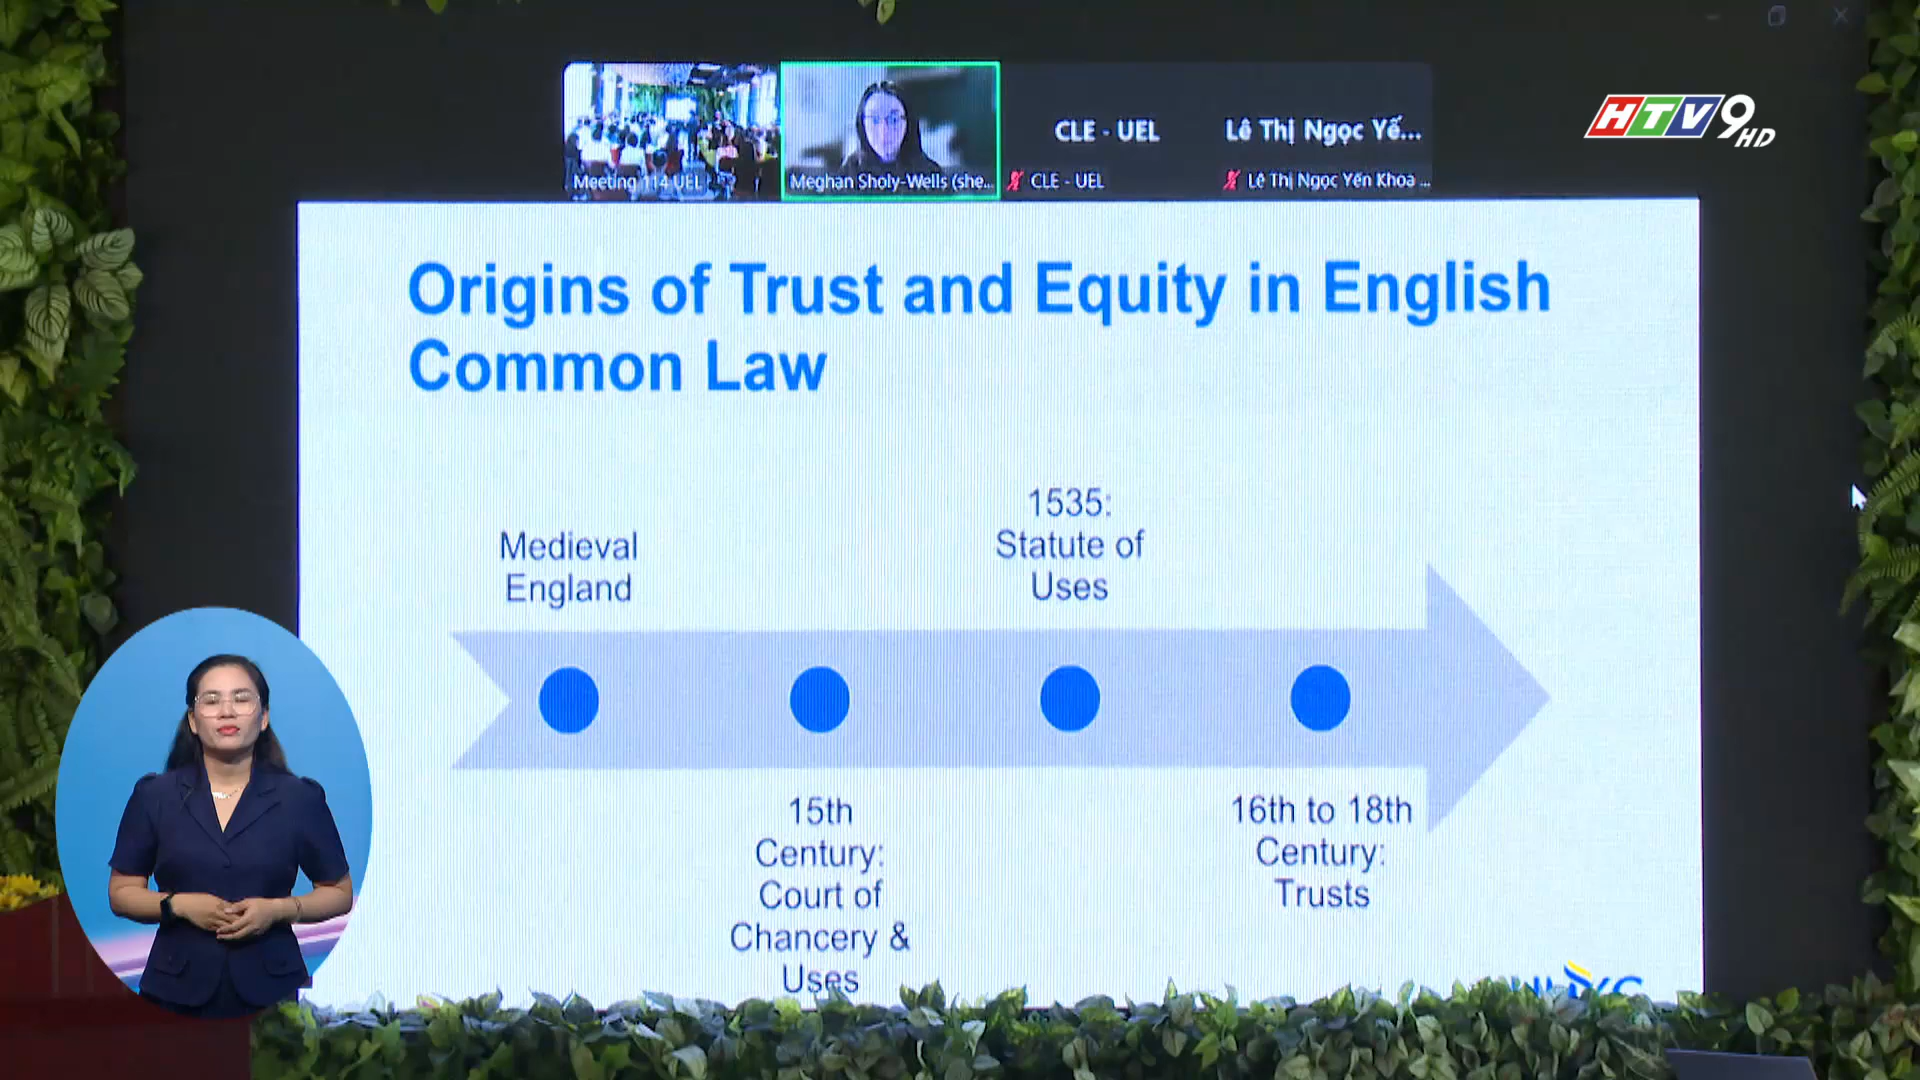 HTV9 HD
CLE - UEL
Lê Thị Ngọc Yế...
Meeting 114 UEL
Meghan Sholy-Wells (she...
CLE - UEL
Lê Thị Ngọc Yến Khoa ...
Origins of Trust and Equity in English
Common Law
Medieval
England
1535:
Statute of
Uses
15th
Century:
Court of
Chancery &
Uses
16th to 18th
Century:
Trusts